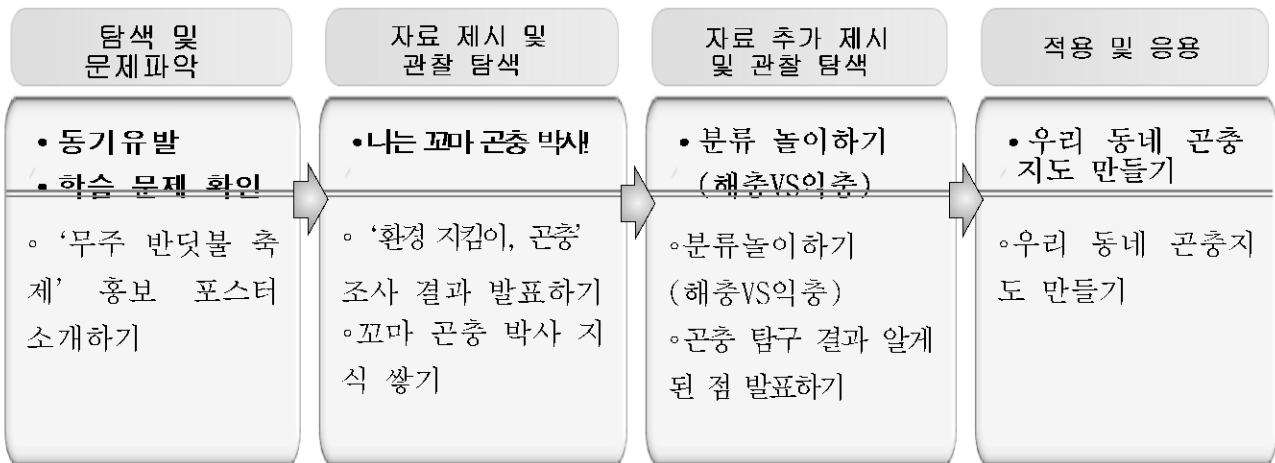 탐색 및
문제파악
• 동기유발
• 학습 문제 확인
◦ ‘무주 반딧불 축
제’ 홍보 포스터
소개하기
자료 제시 및
관찰 탐색
• 나는 꼬마 곤충 박사!
◦ ‘환경 지킴이, 곤충’
조사 결과 발표하기
◦꼬마 곤충 박사 지
식 쌓기
자료 추가 제시
및 관찰 탐색
• 분류 놀이하기
(해충VS익충)
◦분류놀이하기
(해충VS익충)
◦곤충 탐구 결과 알게
된 점 발표하기
적용 및 응용
• 우리 동네 곤충
지도 만들기
◦우리 동네 곤충지
도 만들기